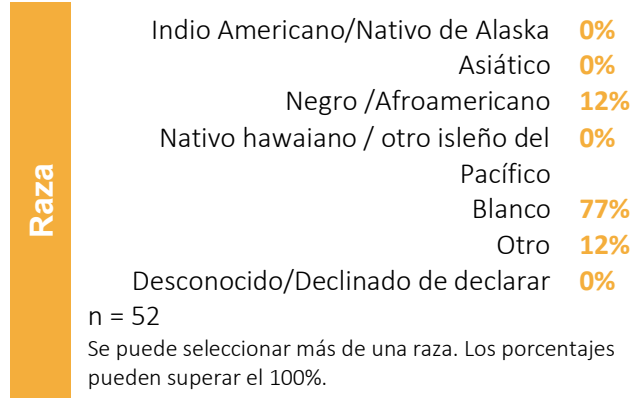 Raza
Indio Americano/Nativo de Alaska 0%
Asiático 0%
Negro /Afroamericano 12%
Nativo hawaiano / otro isleño del 0%
Pacífico
Blanco 77%
Otro 12%
Desconocido/Declinado de declarar 0%
n = 52
Se puede seleccionar más de una raza. Los porcentajes
pueden superar el 100%.